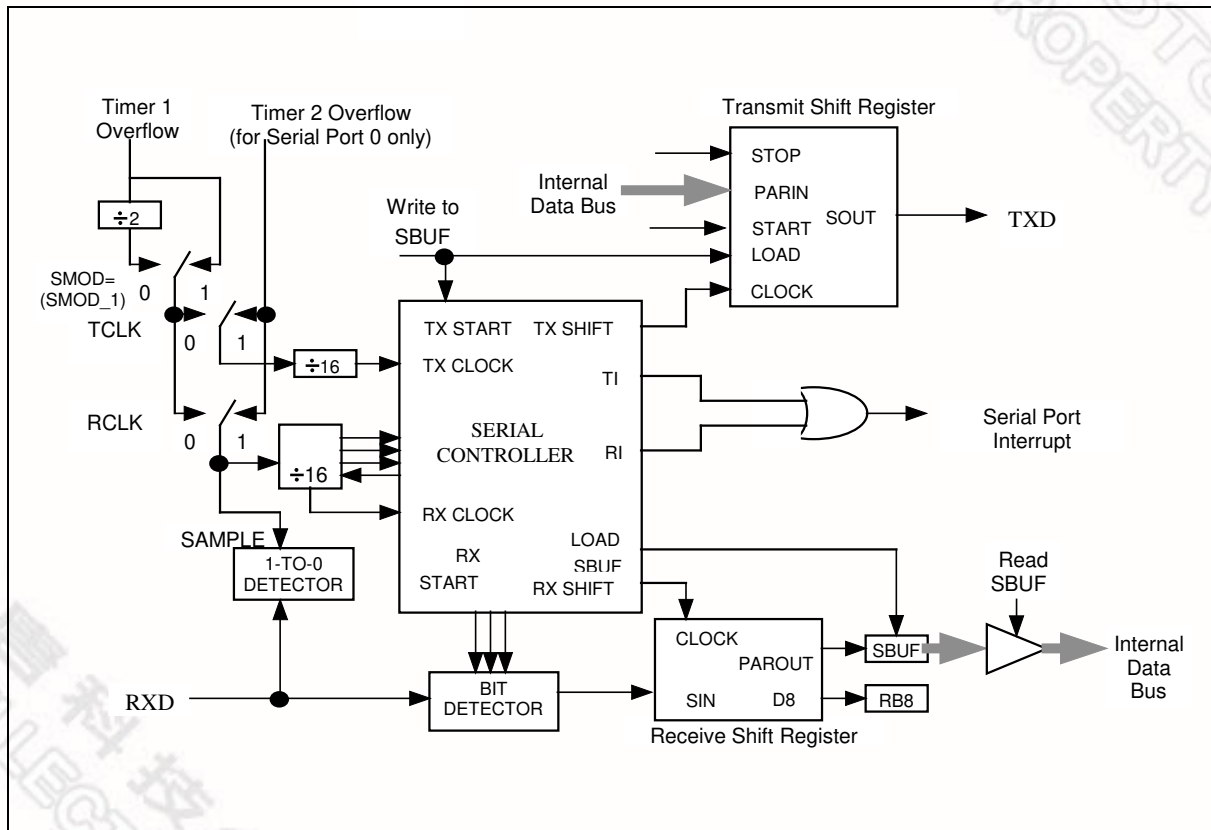 Timer 1
Overflow
Timer 2 Overflow
(for Serial Port 0 only)
÷2
SMOD=
(SMOD_1)
0
1
TCLK
0
1
÷16
RCLK
0
1
÷16
SAMPLE
1-TO-0
DETECTOR
RXD
Write to
SBUF
TX START
TX SHIFT
TX CLOCK
TI
SERIAL
CONTROLLER
RI
RX CLOCK
LOAD
SBUF
RX
START
RX SHIFT
BIT
DETECTOR
Transmit Shift Register
Internal
Data Bus
STOP
PARIN
START
SOUT
LOAD
CLOCK
TXD
Serial Port
Interrupt
CLOCK
PAROUT
SIN
D8
Receive Shift Register
SBUF
RB8
Read
SBUF
Internal
Data
Bus
ROPERTY
科技